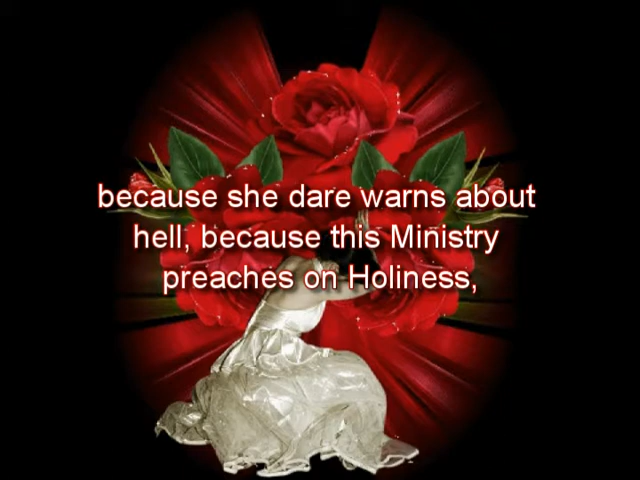 because she dare warns about
hell, because this Ministry
preaches on Holiness,